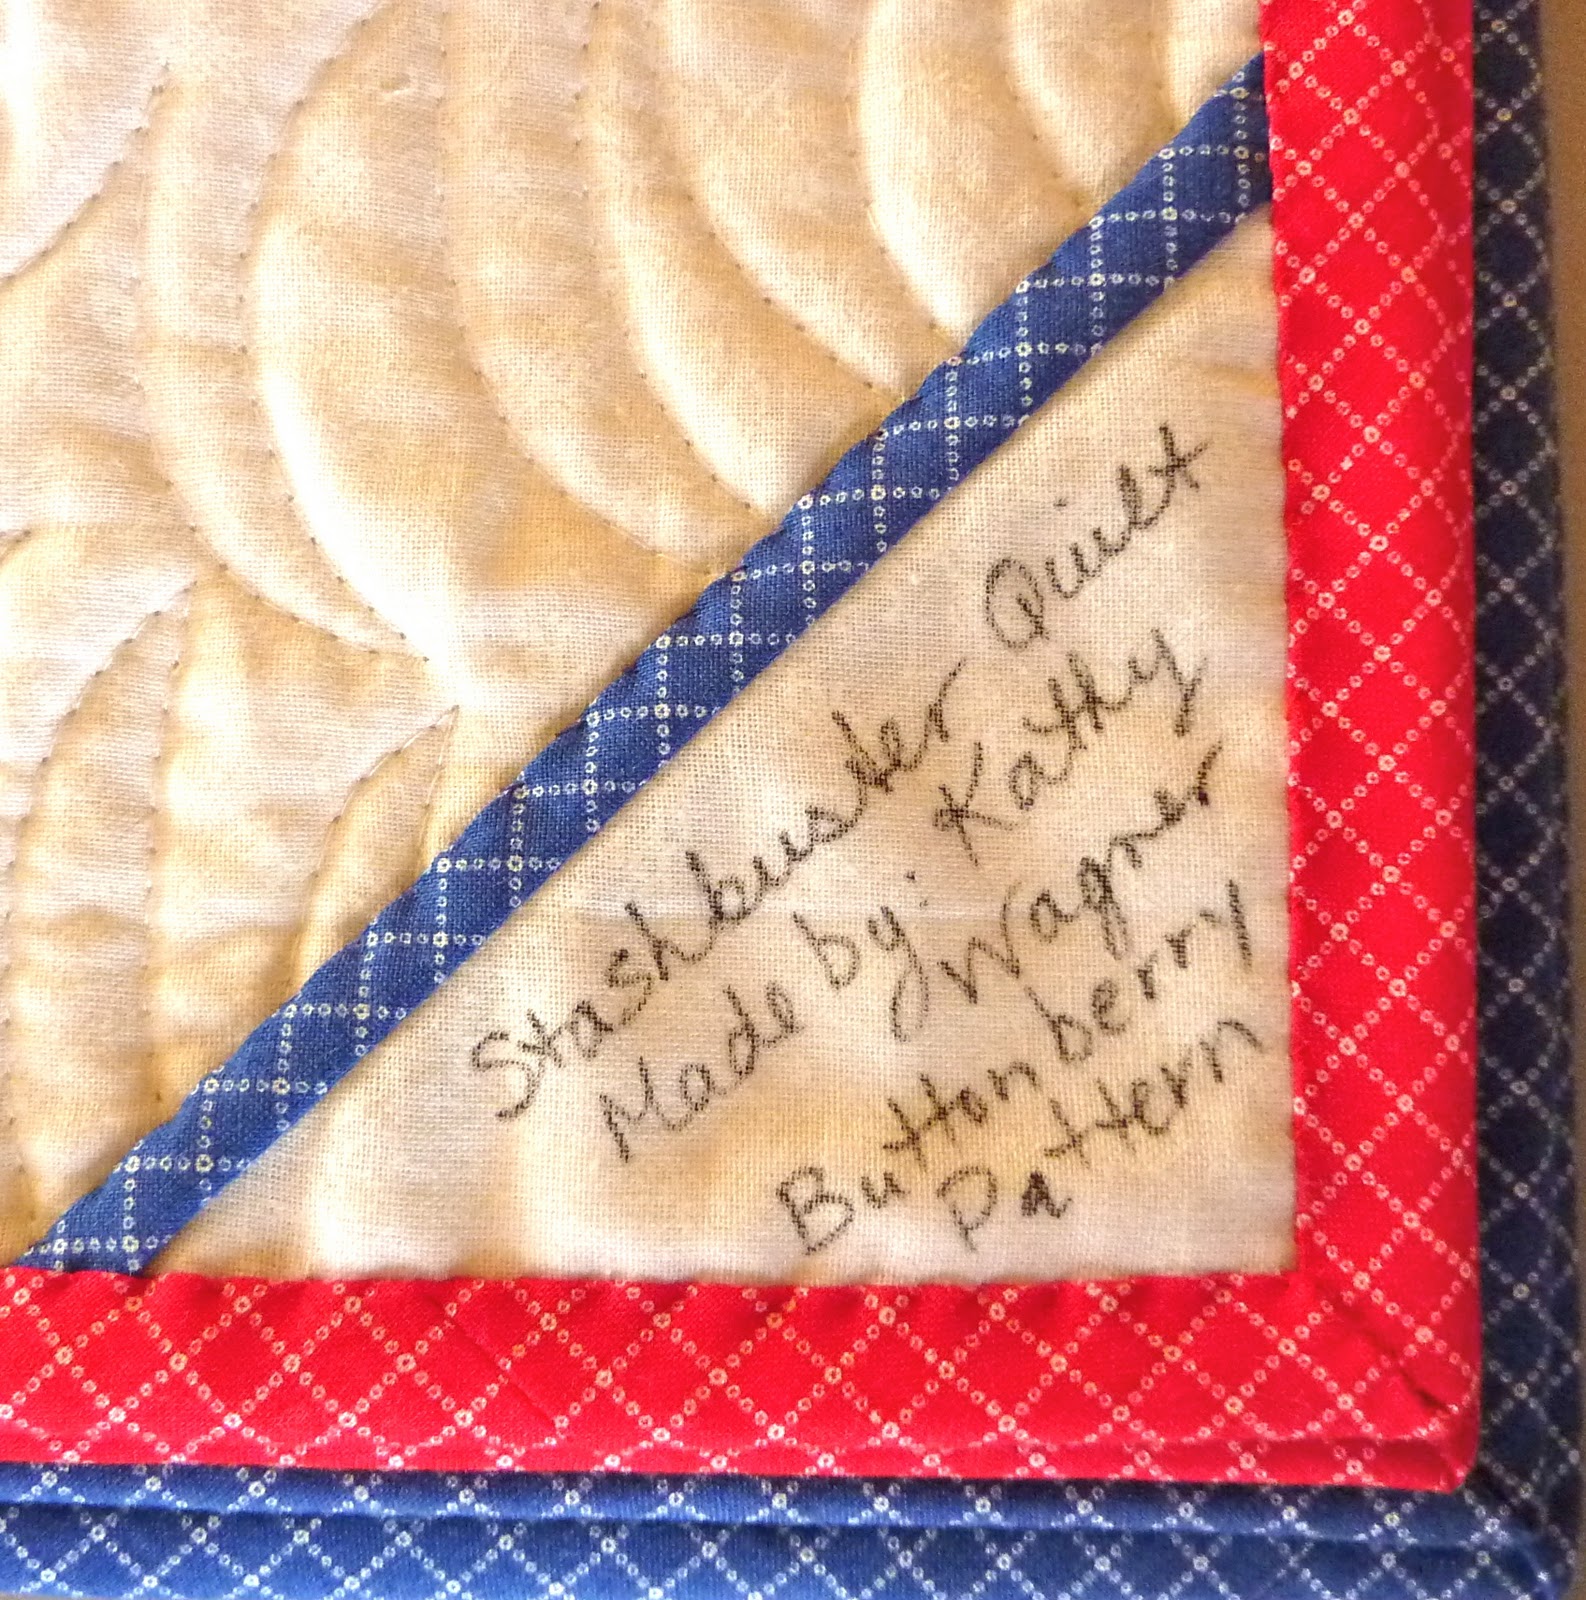 Stashbuster Quilt
Made by: Kathy
Wagner
Buttonberry
Pattern